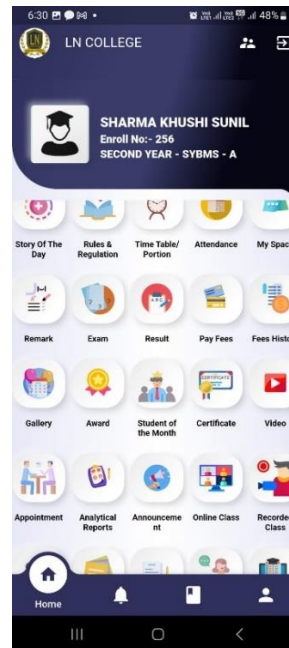 6:30
48%
LN COLLEGE
SHARMA KHUSHI SUNIL
Enroll No:- 256
SECOND YEAR - SYBMS - A
Story Of The Day
Rules & Regulation
Time Table/ Portion
Attendance
My Spac
Remark
Exam
Result
Pay Fees
Fees Histo
Gallery
Award
Student of the Month
Certificate
Video
Appointment
Analytical Reports
Announceme nt
Online Class
Recorde Class
Home